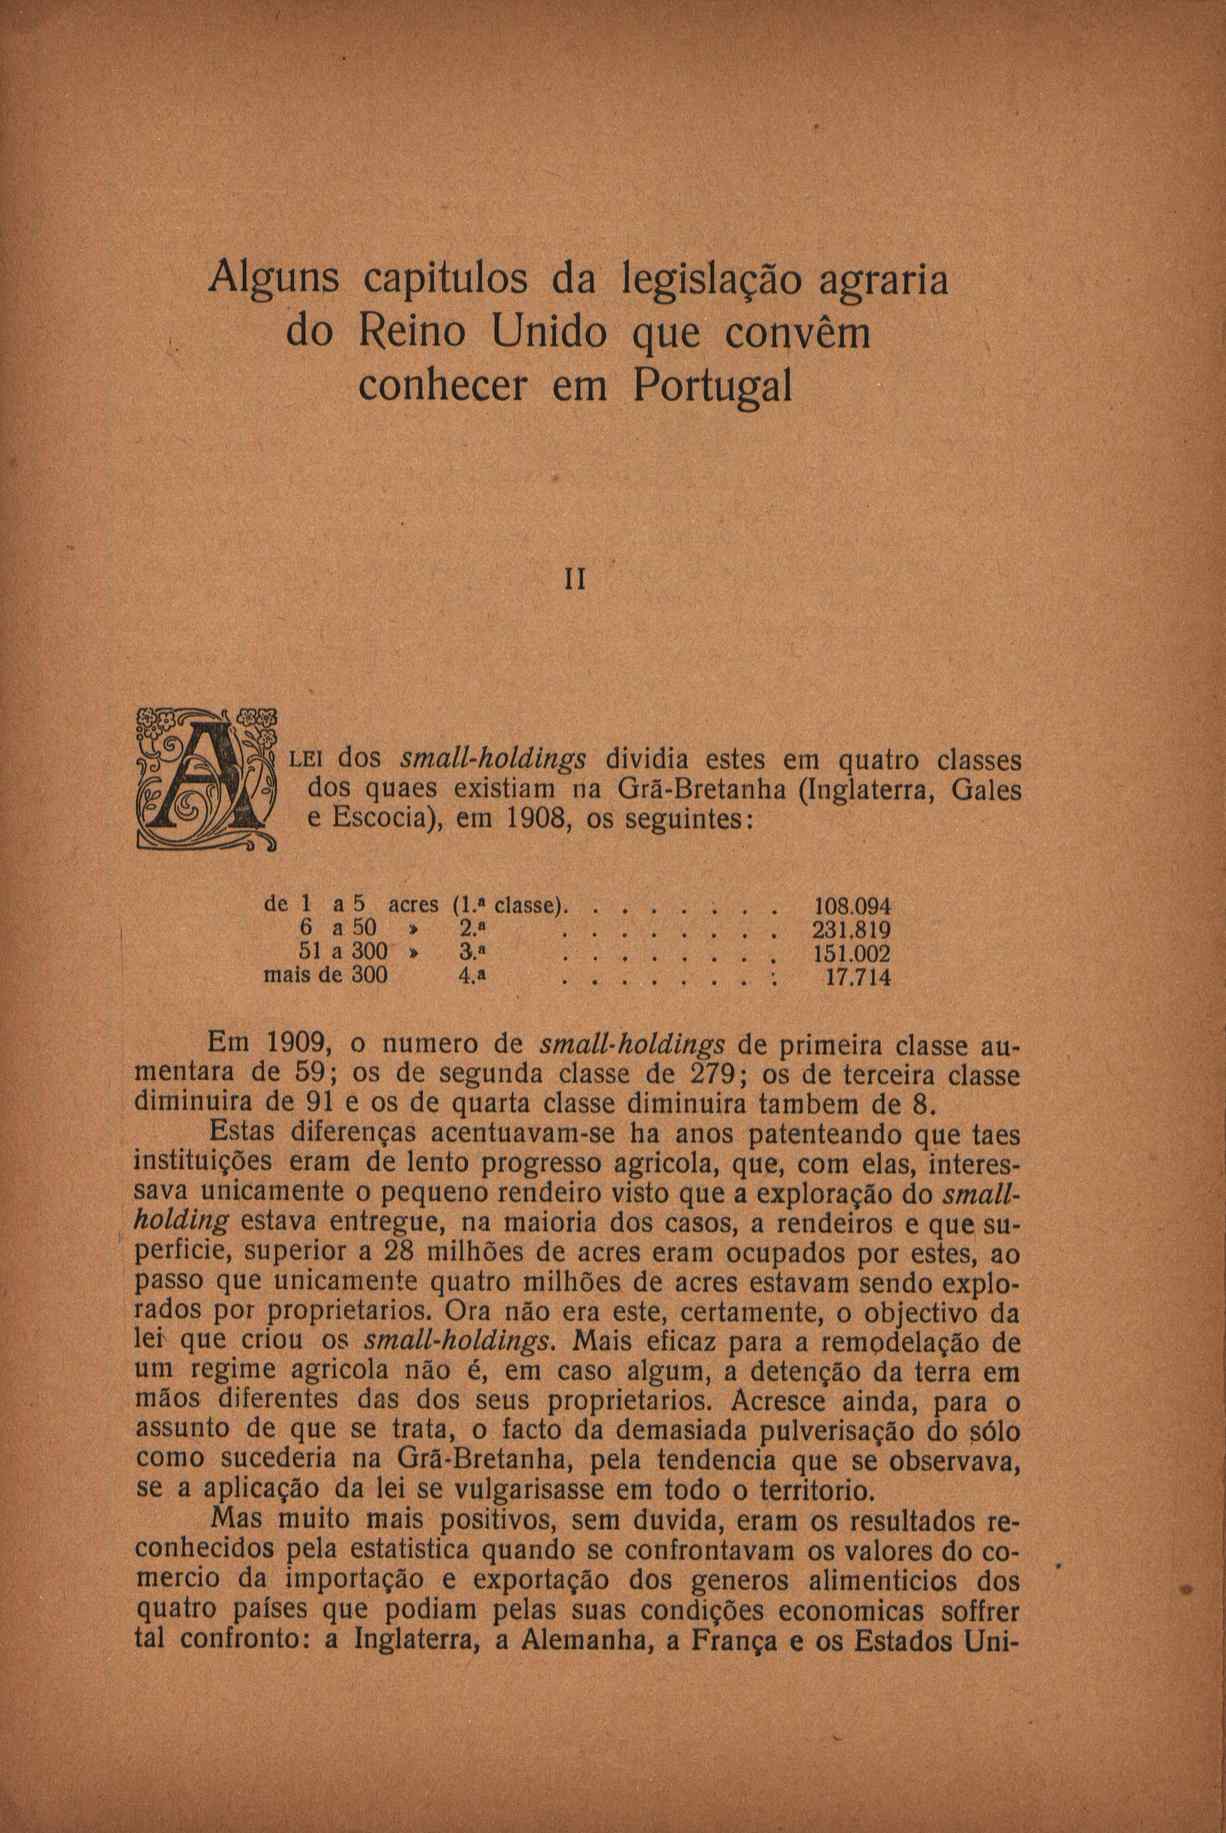 Alguns capitulos da legislação agraria
do Reino Unido que convêm
conhecer em Portugal
II
A LEI dos small-holdings dividia estes em quatro classes
dos quaes existiam na Grã-Bretanha (Inglaterra, Gales
e Escocia), em 1908, os seguintes:
de 1 a 5 acres (1.ª classe). . . . . . . . 108.094
6 a 50 » 2.ª . . . . . . . . 231.819
51 a 300 » 3.ª . . . . . . . . 151.002
mais de 300 4.ª . . . . . . . . 17.714
Em 1909, o numero de small-holdings de primeira classe au-
mentara de 59; os de segunda classe de 279; os de terceira classe
diminuira de 91 e os de quarta classe diminuira tambem de 8.
Estas diferenças acentuavam-se ha anos patenteando que taes
instituições eram de lento progresso agricola, que, com elas, interes-
sava unicamente o pequeno rendeiro visto que a exploração do small-
holding estava entregue, na maioria dos casos, a rendeiros e que su-
perficie, superior a 28 milhões de acres eram ocupados por estes, ao
passo que unicamente quatro milhões de acres estavam sendo explo-
rados por proprietarios. Ora não era este, certamente, o objectivo da
lei que criou os small-holdings. Mais eficaz para a remodelação de
um regime agricola não é, em caso algum, a detenção da terra em
mãos diferentes das dos seus proprietarios. Acresce ainda, para o
assunto de que se trata, o facto da demasiada pulverisação do sólo
como sucederia na Grã-Bretanha, pela tendencia que se observava,
se a aplicação da lei se vulgarisasse em todo o territorio.
Mas muito mais positivos, sem duvida, eram os resultados re-
conhecidos pela estatistica quando se confrontavam os valores do co-
mercio da importação e exportação dos generos alimenticios dos
quatro países que podiam pelas suas condições economicas soffrer
tal confronto: a Inglaterra, a Alemanha, a França e os Estados Uni-